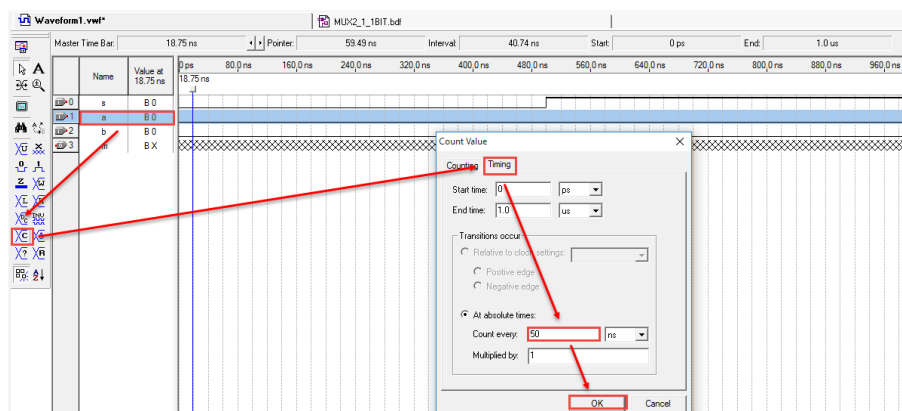 Waveform1.vwf*
MUX2_1_1BIT.bdf
Master Time Bar: 18.75 ns Pointer: 59.49 ns Interval: 40.74 ns Start: 0 ps End: 1.0 us
Name
Value at
18.75 ns
0 ps 80.0 ns 160.0 ns 240.0 ns 320.0 ns 400.0 ns 480.0 ns 560.0 ns 640.0 ns 720.0 ns 800.0 ns 880.0 ns 960.0 ns
18.75 ns
0 s B 0
1 a B 0
2 b B 0
3 B X
Count Value
Counting Timing
Start time: 0 ps
End time: 1.0 us
Transitions occur
Relative to clock settings:
Positive edge
Negative edge
At absolute times:
Count every: 50 ns
Multiplied by: 1
OK Cancel